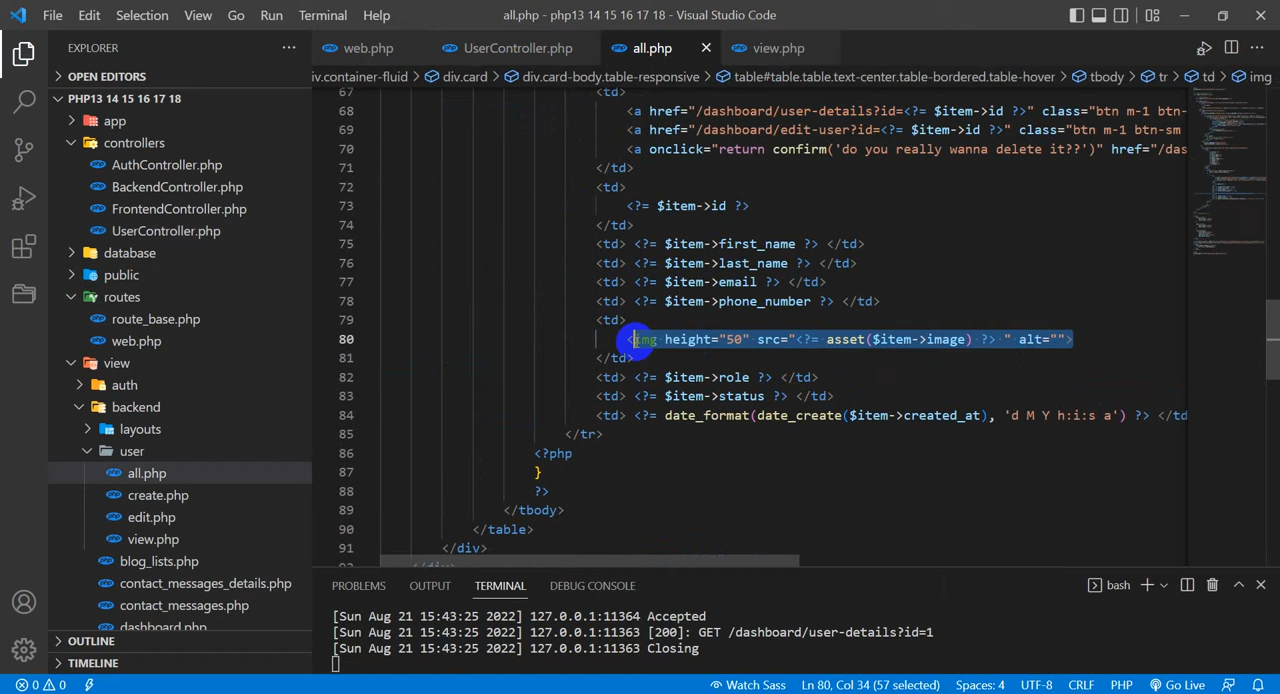 File Edit Selection View Go Run Terminal Help all.php - php13 14 15 16 17 18 - Visual Studio Code
EXPLORER
OPEN EDITORS
PHP13 14 15 16 17 18
app
controllers
AuthController.php
BackendController.php
FrontendController.php
UserController.php
database
public
routes
route_base.php
web.php
view
auth
backend
layouts
user
all.php
create.php
edit.php
view.php
blog_lists.php
contact_messages_details.php
contact_messages.php
dashboard.php
OUTLINE
TIMELINE
web.php UserController.php all.php view.php
iv.container-fluid > div.card > div.card-body.table-responsive > table#table.table.text-center.table-bordered.table-hover > tbody > tr > td > img
67 <td>
68 <a href="/dashboard/user-details?id=<?= $item->id ?>" class="btn m-1 btn-
69 <a href="/dashboard/edit-user?id=<?= $item->id ?>" class="btn m-1 btn-sm
70 <a onclick="return confirm('do you really wanna delete it??')" href="/das
71 </td>
72 <td>
73 <?= $item->id ?>
74 </td>
75 <td> <?= $item->first_name ?> </td>
76 <td> <?= $item->last_name ?> </td>
77 <td> <?= $item->email ?> </td>
78 <td> <?= $item->phone_number ?> </td>
79 <td>
80 <img height="50" src="<?= asset($item->image) ?> " alt="">
81 </td>
82 <td> <?= $item->role ?> </td>
83 <td> <?= $item->status ?> </td>
84 <td> <?= date_format(date_create($item->created_at), 'd M Y h:i:s a') ?> </td
85 </tr>
86 <?php
87 }
88 ?>
89 </tbody>
90 </table>
91 </div>
92 </div>
PROBLEMS OUTPUT TERMINAL DEBUG CONSOLE bash
[Sun Aug 21 15:43:25 2022] 127.0.0.1:11364 Accepted
[Sun Aug 21 15:43:25 2022] 127.0.0.1:11363 [200]: GET /dashboard/user-details?id=1
[Sun Aug 21 15:43:25 2022] 127.0.0.1:11363 Closing
0 0 Watch Sass Ln 80, Col 34 (57 selected) Spaces: 4 UTF-8 CRLF PHP Go Live